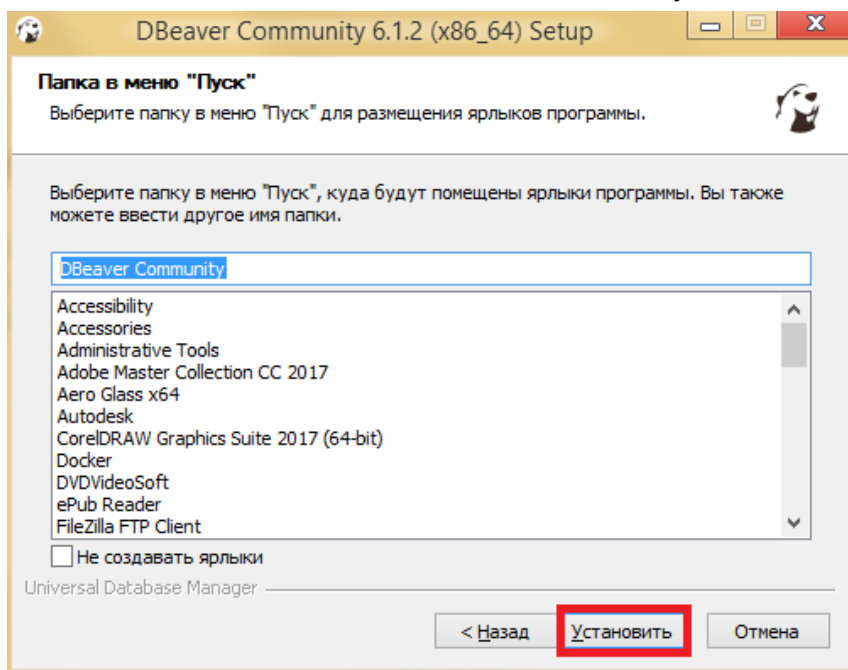 DBeaver Community 6.1.2 (x86_64) Setup
Папка в меню "Пуск"
Выберите папку в меню "Пуск" для размещения ярлыков программы.
Выберите папку в меню "Пуск", куда будут помещены ярлыки программы. Вы также
можете ввести другое имя папки.
DBeaver Community
Accessibility
Accessories
Administrative Tools
Adobe Master Collection CC 2017
Aero Glass x64
Autodesk
CorelDRAW Graphics Suite 2017 (64-bit)
Docker
DVDVideoSoft
ePub Reader
FileZilla FTP Client
Не создавать ярлыки
Universal Database Manager
< Назад Установить Отмена